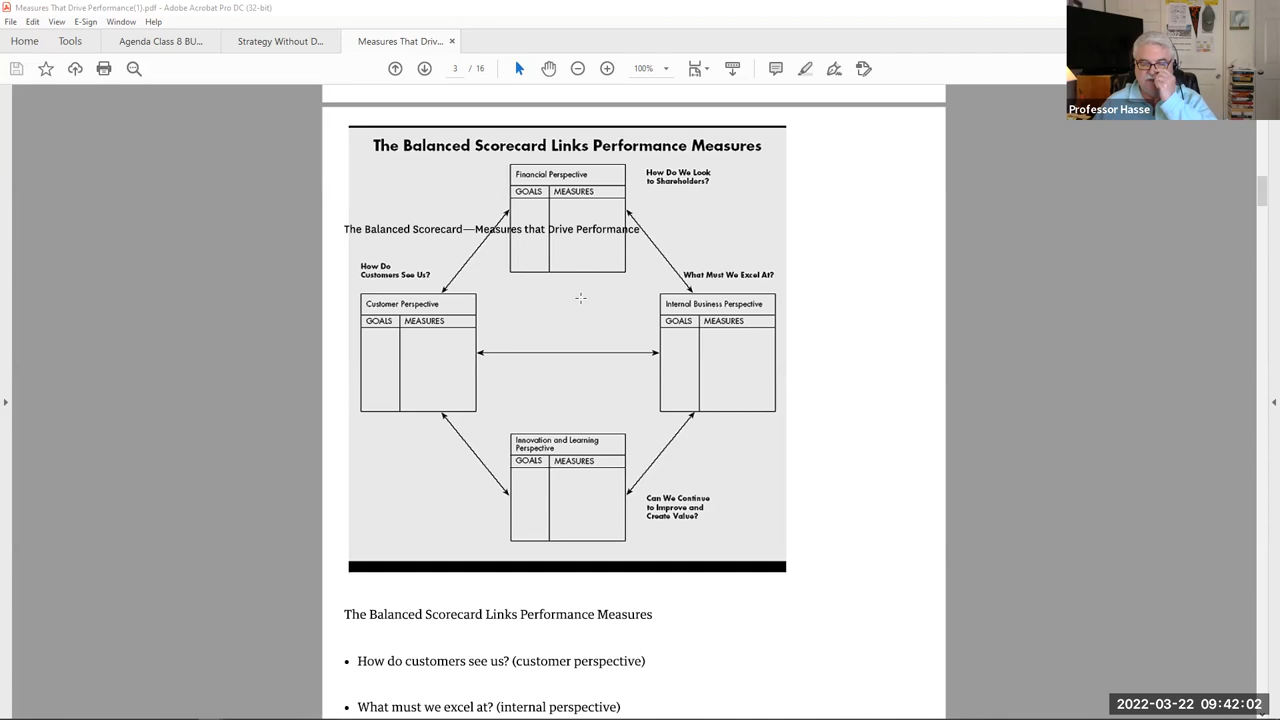 Measures That Drive Performance(1).pdf - Adobe Acrobat Pro DC (32-bit)
File Edit View E-Sign Window Help
Home Tools Agenda Class 8 BU... Strategy Without D... Measures That Driv... ×
3 / 16 100%
Professor Hasse
The Balanced Scorecard Links Performance Measures
Financial Perspective
GOALS MEASURES
How Do We Look
to Shareholders?
The Balanced Scorecard—Measures that Drive Performance
How Do
Customers See Us?
What Must We Excel At?
Customer Perspective
GOALS MEASURES
Internal Business Perspective
GOALS MEASURES
Innovation and Learning
Perspective
GOALS MEASURES
Can We Continue
to Improve and
Create Value?
The Balanced Scorecard Links Performance Measures
• How do customers see us? (customer perspective)
• What must we excel at? (internal perspective)
2022-03-22 09:42:02